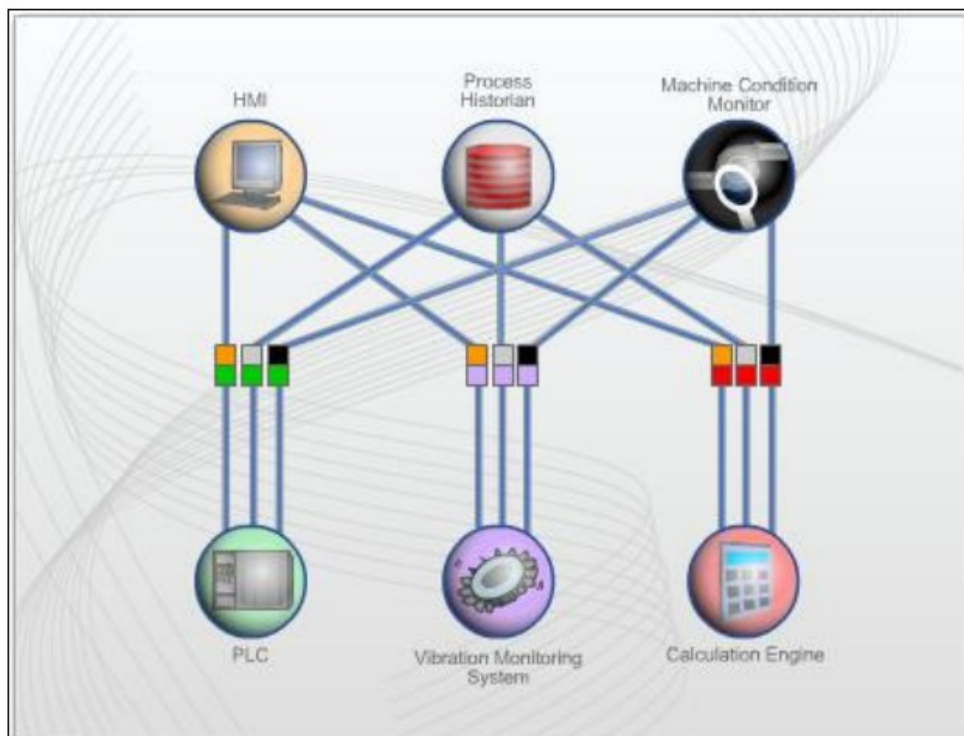 HMI
Process
Historian
Machine Condition
Monitor
PLC
Vibration Monitoring
System
Calculation Engine